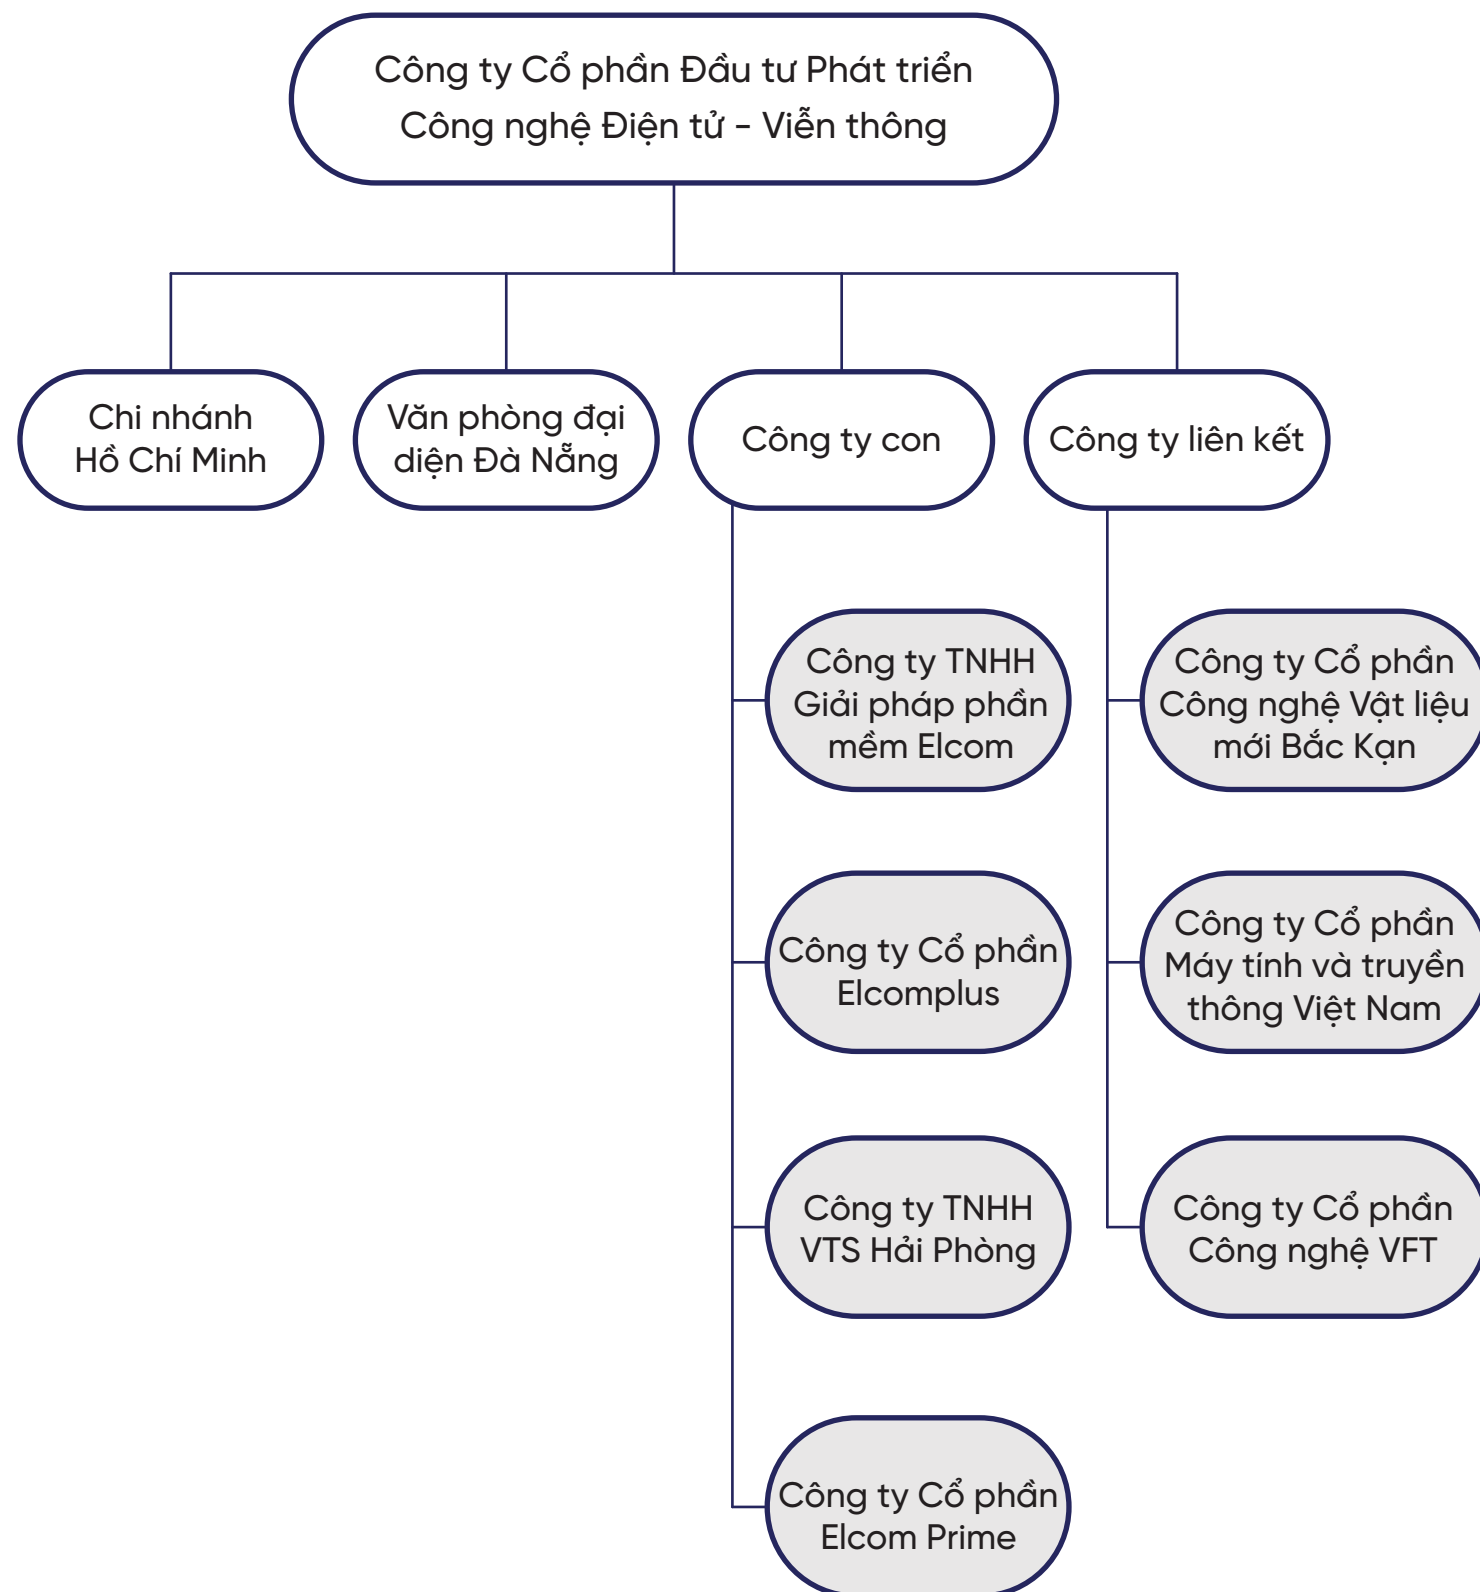 Công ty Cổ phần Đầu tư Phát triển
Công nghệ Điện tử - Viễn thông
Chi nhánh
Hồ Chí Minh
Văn phòng đại
diện Đà Nẵng
Công ty con
Công ty liên kết
Công ty TNHH
Giải pháp phần
mềm Elcom
Công ty Cổ phần
Elcomplus
Công ty TNHH
VTS Hải Phòng
Công ty Cổ phần
Elcom Prime
Công ty Cổ phần
Công nghệ Vật liệu
mới Bắc Kạn
Công ty Cổ phần
Máy tính và truyền
thông Việt Nam
Công ty Cổ phần
Công nghệ VFT